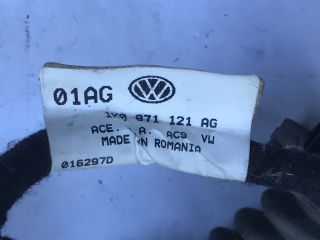 01AG
1K0 971 121 AG
ACE. .A. AC9 VW
MADE IN ROMANIA
016297D